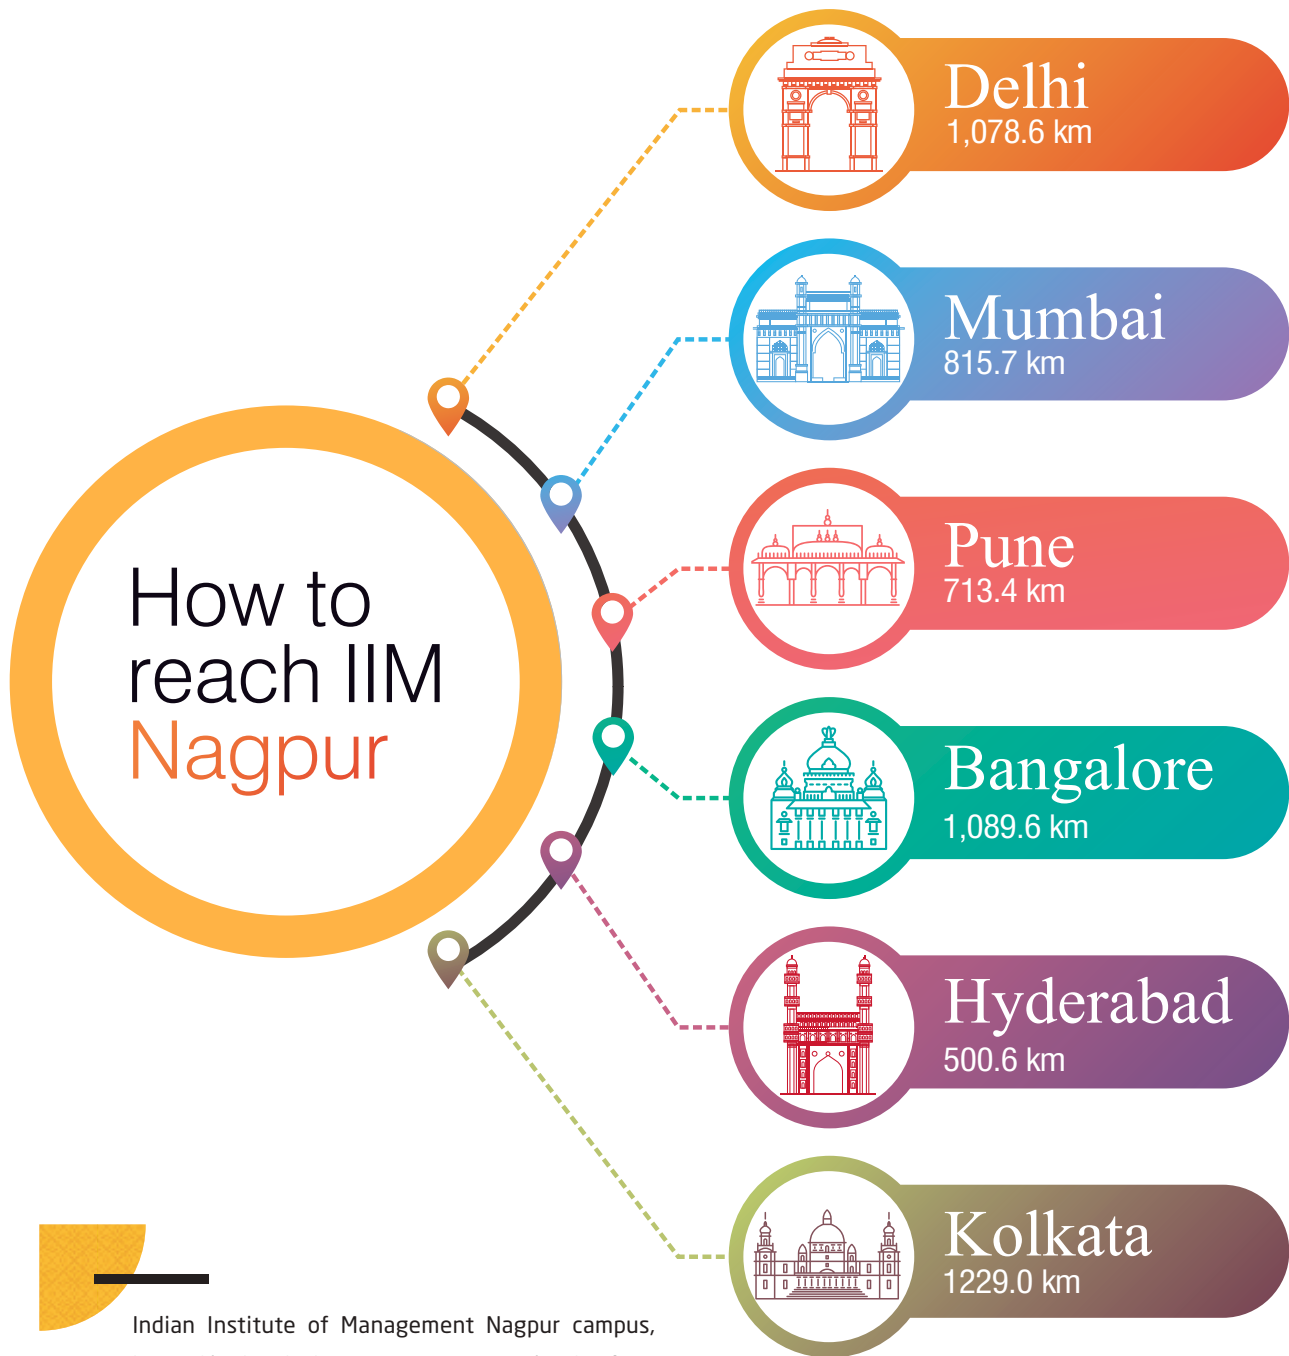 How to
reach IIM
Nagpur
Delhi
1,078.6 km
Mumbai
815.7 km
Pune
713.4 km
Bangalore
1,089.6 km
Hyderabad
500.6 km
Kolkata
1229.0 km
Indian Institute of Management Nagpur campus,